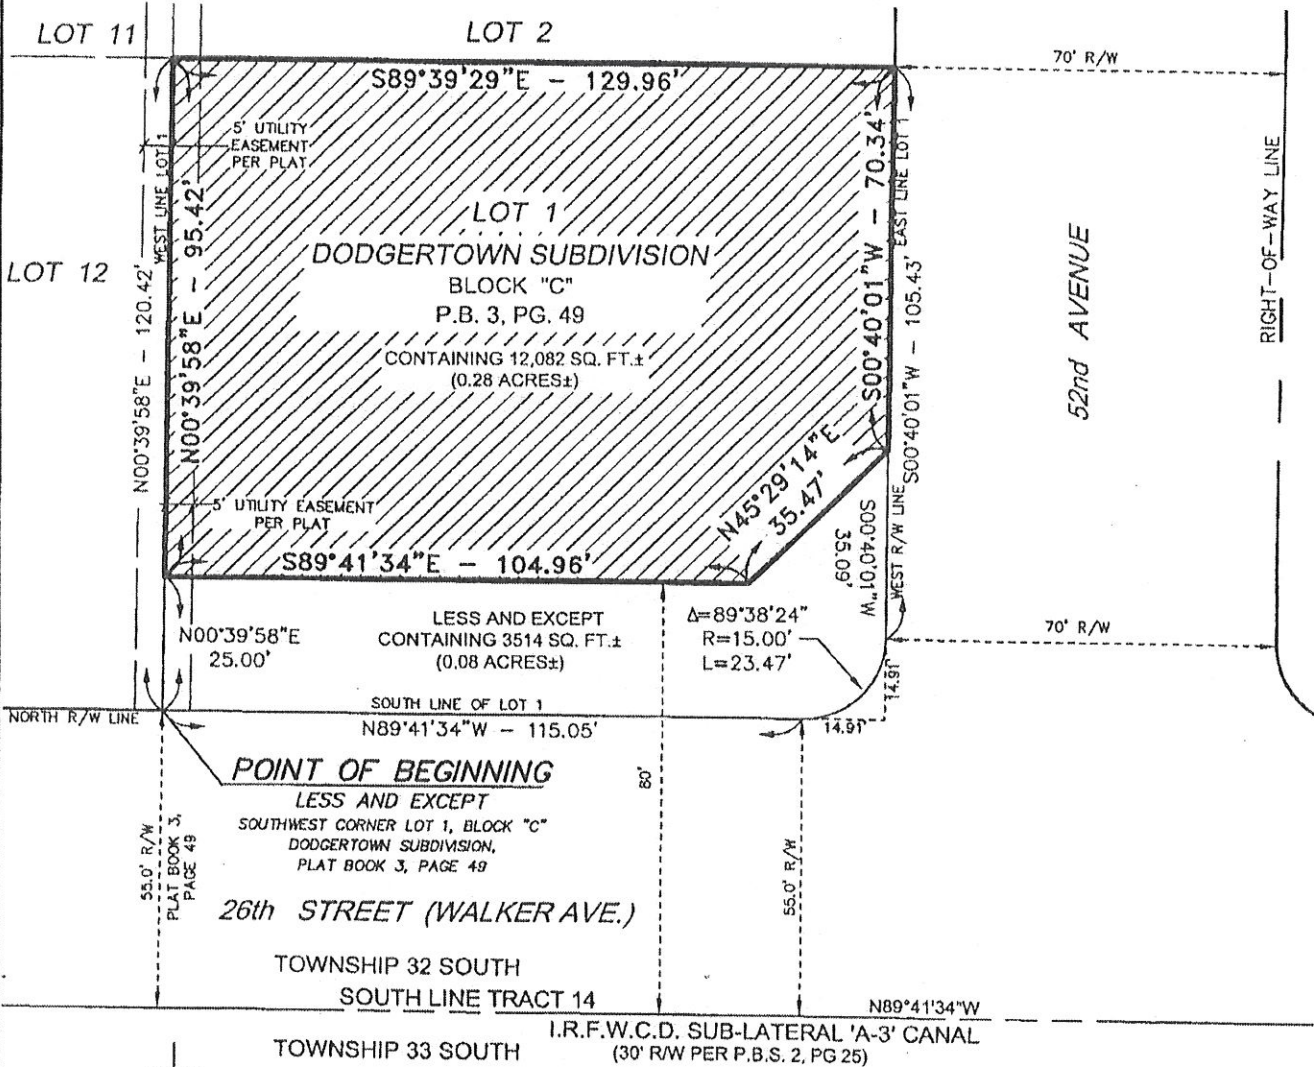 LOT 11
LOT 2
S89°39'29"E - 129.96'
70' R/W
5' UTILITY
EASEMENT
PER PLAT
WEST LINE LOT 1
N00°39'58"E - 95.42'
N00°39'58"E - 120.42'
LOT 12
LOT 1
DODGERTOWN SUBDIVISION
BLOCK "C"
P.B. 3, PG. 49
CONTAINING 12,082 SQ. FT.±
(0.28 ACRES±)
S00°40'01"W - 70.34'
EAST LINE LOT 1
S00°40'01"W - 105.43'
52nd AVENUE
RIGHT-OF-WAY LINE
5' UTILITY EASEMENT
PER PLAT
N45°29'14"E
35.47'
S00°40'01"W
35.09'
WEST R/W LINE
S89°41'34"E - 104.96'
N00°39'58"E
25.00'
LESS AND EXCEPT
CONTAINING 3514 SQ. FT.±
(0.08 ACRES±)
Δ=89°38'24"
R=15.00'
L=23.47'
70' R/W
14.91'
14.91'
NORTH R/W LINE
SOUTH LINE OF LOT 1
N89°41'34"W - 115.05'
POINT OF BEGINNING
LESS AND EXCEPT
SOUTHWEST CORNER LOT 1, BLOCK "C"
DODGERTOWN SUBDIVISION,
PLAT BOOK 3, PAGE 49
55.0' R/W
PLAT BOOK 3,
PAGE 49
80'
55.0' R/W
26th STREET (WALKER AVE.)
TOWNSHIP 32 SOUTH
SOUTH LINE TRACT 14
N89°41'34"W
I.R.F.W.C.D. SUB-LATERAL 'A-3' CANAL
(30' R/W PER P.B.S. 2, PG 25)
TOWNSHIP 33 SOUTH